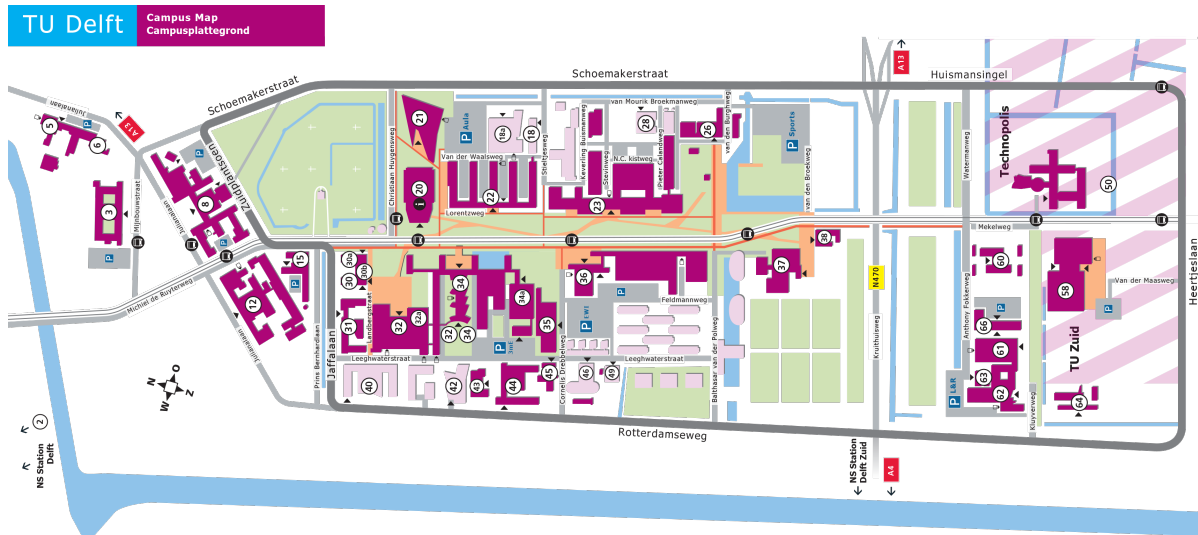 TU Delft
Campus Map
Campusplattegrond
Schoemakerstraat
Schoemakerstraat
Huismansingel
A13
A13
Julianalaan
5
6
P
3
P
Mijnbouwstraat
Julianalaan
8
P
Zuidplantsoen
P
Michiel de Ruyterweg
12
15
P
Julianalaan
Prins Bernhardlaan
Jaffalaan
Christiaan Huygensweg
21
20
i
P Aula
18a
18
Van der Waalsweg
22
Lorentzweg
Stieltjesweg
Keverling Buismanweg
Stevinweg
van Mourik Broekmanweg
28
N.C. kistweg
Pieter Calandweg
23
26
van den Burghweg
P Sports
van den Broekweg
Technopolis
Watermanweg
50
Mekelweg
Heertjeslaan
30
30a
30b
31
Landbergstraat
32
32a
32
34
34
34a
35
P 3mE
36
P EWI
P
Feldmannweg
37
38
N470
Kruithuisweg
60
Anthony Fokkerweg
58
P
Van der Maasweg
66
61
63
62
P L&R
TU Zuid
64
Kluyverweg
Leeghwaterstraat
Leeghwaterstraat
40
42
43
44
45
Cornelis Drebbelweg
46
49
Balthasar van der Polweg
Rotterdamseweg
N
O
Z
W
2
NS Station
Delft
NS Station
Delft Zuid
A4